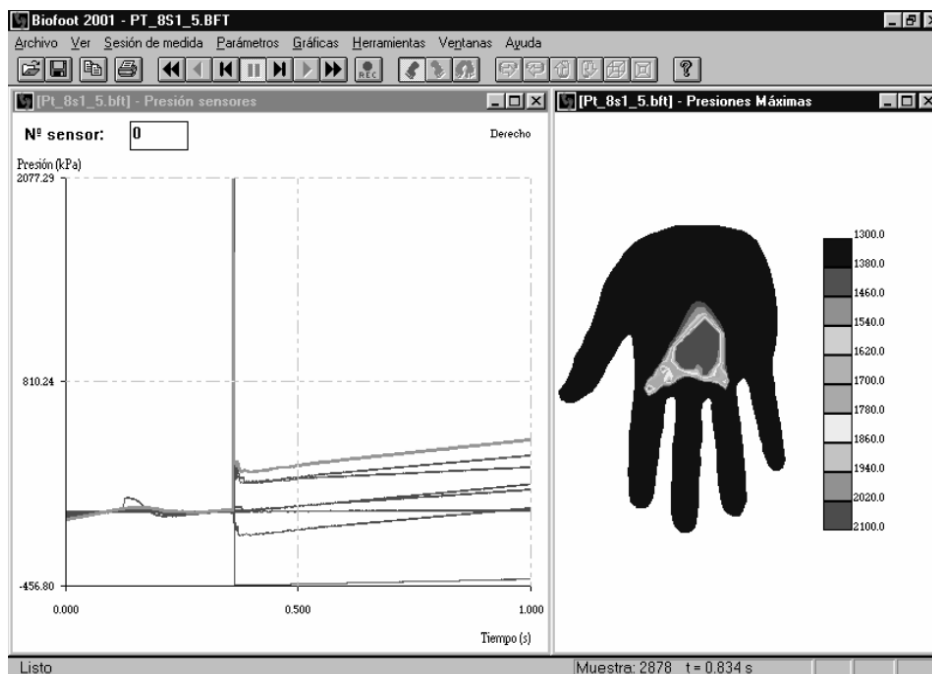 Biofoot 2001 - PT_8S1_5.BFT
Archivo Ver Sesión de medida Parámetros Gráficas Herramientas Ventanas Ayuda
REC
[Pt_8s1_5.bft] - Presión sensores
Nº sensor: 0
Derecho
Presión (kPa)
2077.29
810.24
-456.80
0.000 0.500 1.000
Tiempo (s)
[Pt_8s1_5.bft] - Presiones Máximas
1300.0
1380.0
1460.0
1540.0
1620.0
1700.0
1780.0
1860.0
1940.0
2020.0
2100.0
Listo
Muestra: 2878 t = 0.834 s